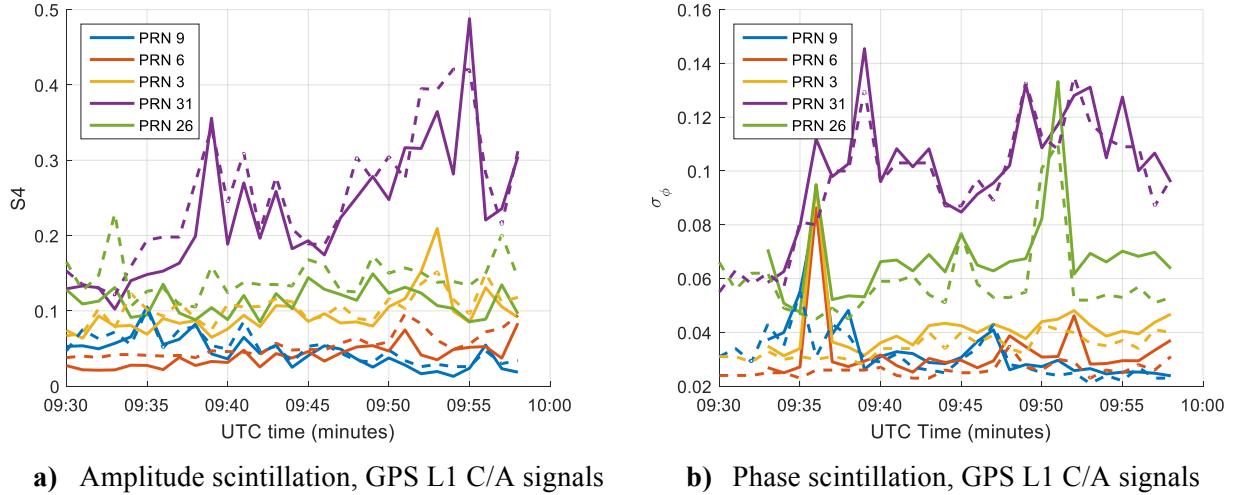 0.5
0.4
0.3
0.2
0.1
0
S4
PRN 9
PRN 6
PRN 3
PRN 31
PRN 26
09:30 09:35 09:40 09:45 09:50 09:55 10:00
UTC time (minutes)
a) Amplitude scintillation, GPS L1 C/A signals
0.16
0.14
0.12
0.1
0.08
0.06
0.04
0.02
σϕ
PRN 9
PRN 6
PRN 3
PRN 31
PRN 26
09:30 09:35 09:40 09:45 09:50 09:55 10:00
UTC Time (minutes)
b) Phase scintillation, GPS L1 C/A signals